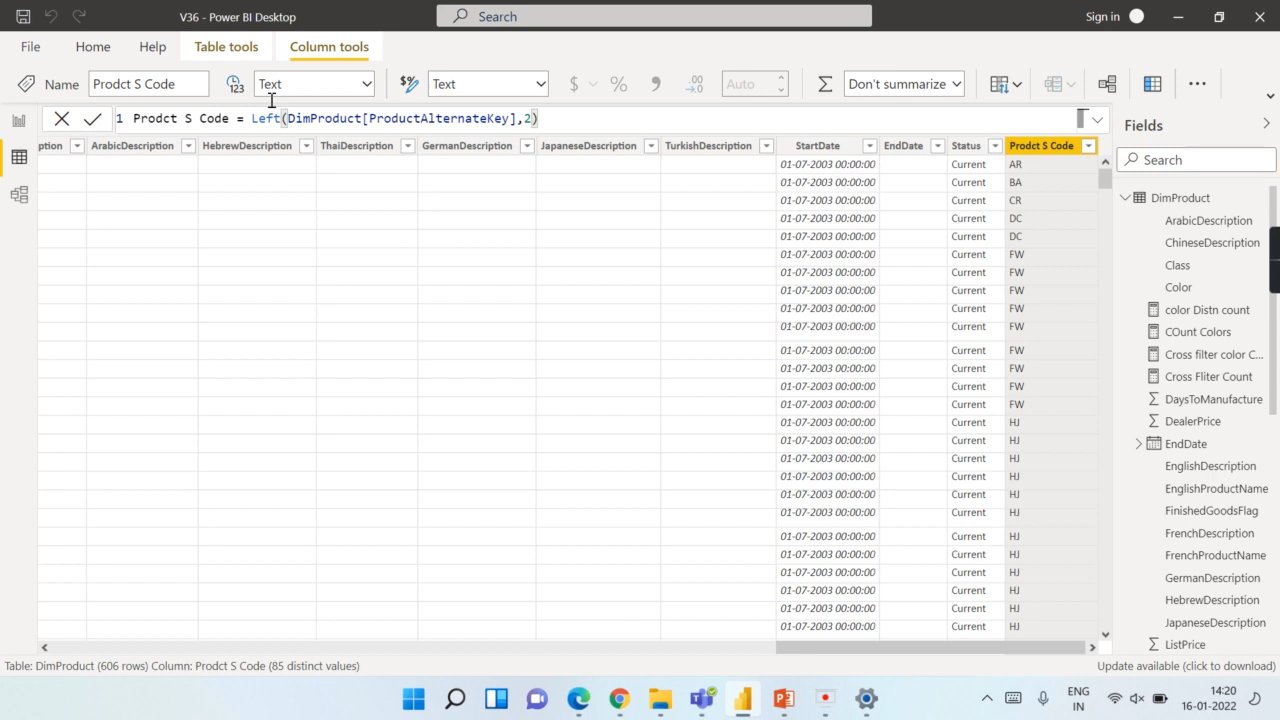 V36 - Power BI Desktop
Search
Sign in
File
Home
Help
Table tools
Column tools
Name
Prodct S Code
Text
Text
$
%
Auto
Don't summarize
1 Prodct S Code = Left(DimProduct[ProductAlternateKey],2)
ption ArabicDescription HebrewDescription ThaiDescription GermanDescription JapaneseDescription TurkishDescription StartDate EndDate Status Prodct S Code
01-07-2003 00:00:00 Current AR
01-07-2003 00:00:00 Current BA
01-07-2003 00:00:00 Current CR
01-07-2003 00:00:00 Current DC
01-07-2003 00:00:00 Current DC
01-07-2003 00:00:00 Current FW
01-07-2003 00:00:00 Current FW
01-07-2003 00:00:00 Current FW
01-07-2003 00:00:00 Current FW
01-07-2003 00:00:00 Current FW
01-07-2003 00:00:00 Current FW
01-07-2003 00:00:00 Current FW
01-07-2003 00:00:00 Current FW
01-07-2003 00:00:00 Current FW
01-07-2003 00:00:00 Current HJ
01-07-2003 00:00:00 Current HJ
01-07-2003 00:00:00 Current HJ
01-07-2003 00:00:00 Current HJ
01-07-2003 00:00:00 Current HJ
01-07-2003 00:00:00 Current HJ
01-07-2003 00:00:00 Current HJ
01-07-2003 00:00:00 Current HJ
01-07-2003 00:00:00 Current HJ
01-07-2003 00:00:00 Current HJ
01-07-2003 00:00:00 Current HJ
01-07-2003 00:00:00 Current HJ
Fields
Search
DimProduct
ArabicDescription
ChineseDescription
Class
Color
color Distn count
COunt Colors
Cross filter color C...
Cross Fliter Count
DaysToManufacture
DealerPrice
EndDate
EnglishDescription
EnglishProductName
FinishedGoodsFlag
FrenchDescription
FrenchProductName
GermanDescription
HebrewDescription
JapaneseDescription
ListPrice
Table: DimProduct (606 rows) Column: Prodct S Code (85 distinct values)
Update available (click to download)
ENG
IN
14:20
16-01-2022